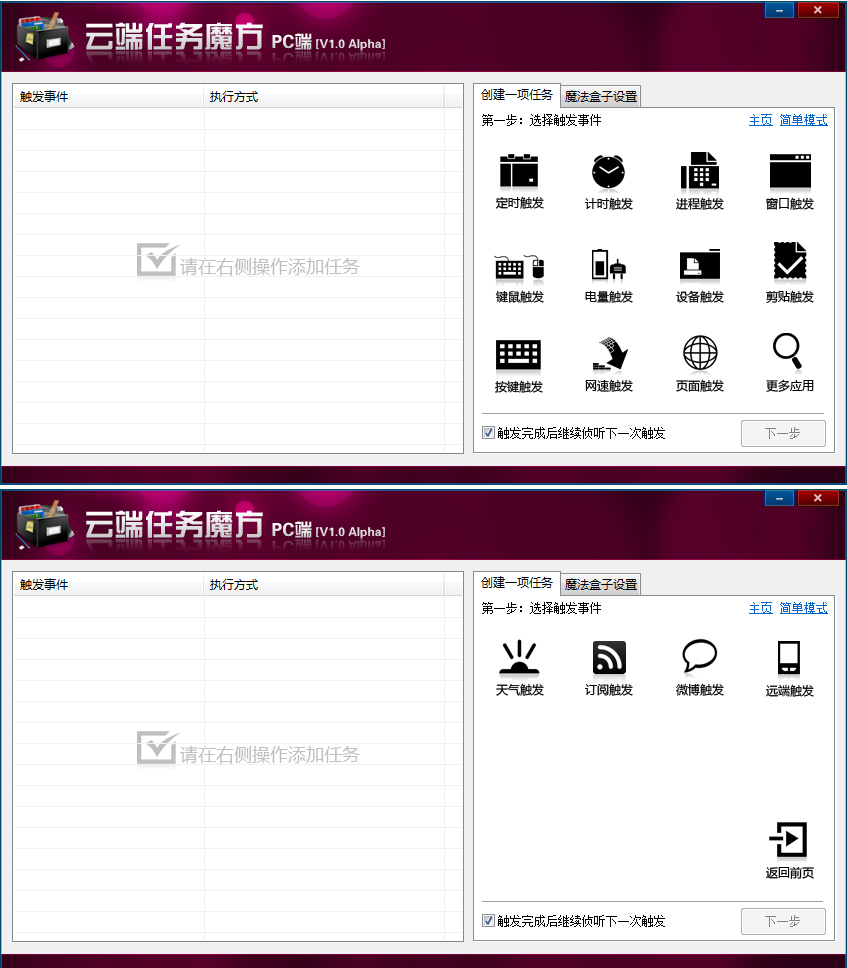 云端任务魔方 PC端 [V1.0 Alpha]
触发事件 执行方式
请在右侧操作添加任务
创建一项任务 魔法盒子设置
第一步：选择触发事件 主页 简单模式
定时触发 计时触发 进程触发 窗口触发
键鼠触发 电量触发 设备触发 剪贴触发
按键触发 网速触发 页面触发 更多应用
触发完成后继续侦听下一次触发 下一步
云端任务魔方 PC端 [V1.0 Alpha]
触发事件 执行方式
请在右侧操作添加任务
创建一项任务 魔法盒子设置
第一步：选择触发事件 主页 简单模式
天气触发 订阅触发 微博触发 远端触发
返回前页
触发完成后继续侦听下一次触发 下一步